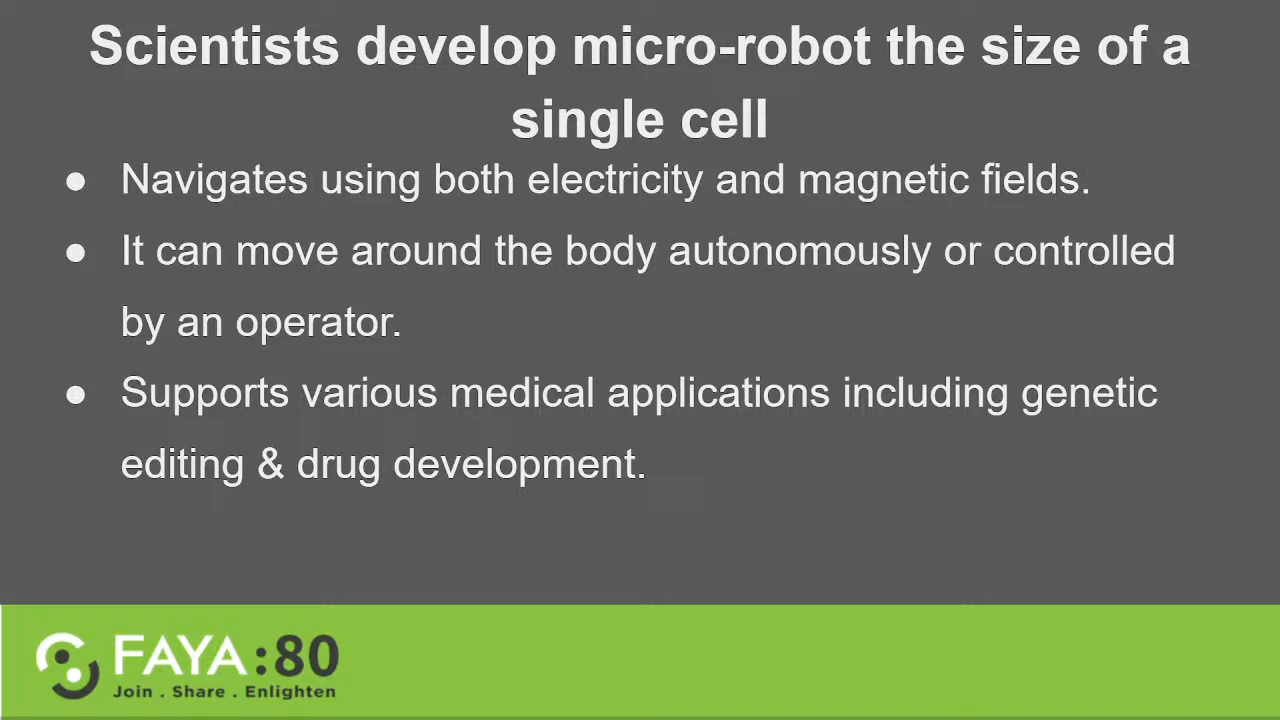 Scientists develop micro-robot the size of a
single cell
● Navigates using both electricity and magnetic fields.
● It can move around the body autonomously or controlled
by an operator.
● Supports various medical applications including genetic
editing & drug development.
FAYA:80
Join . Share . Enlighten